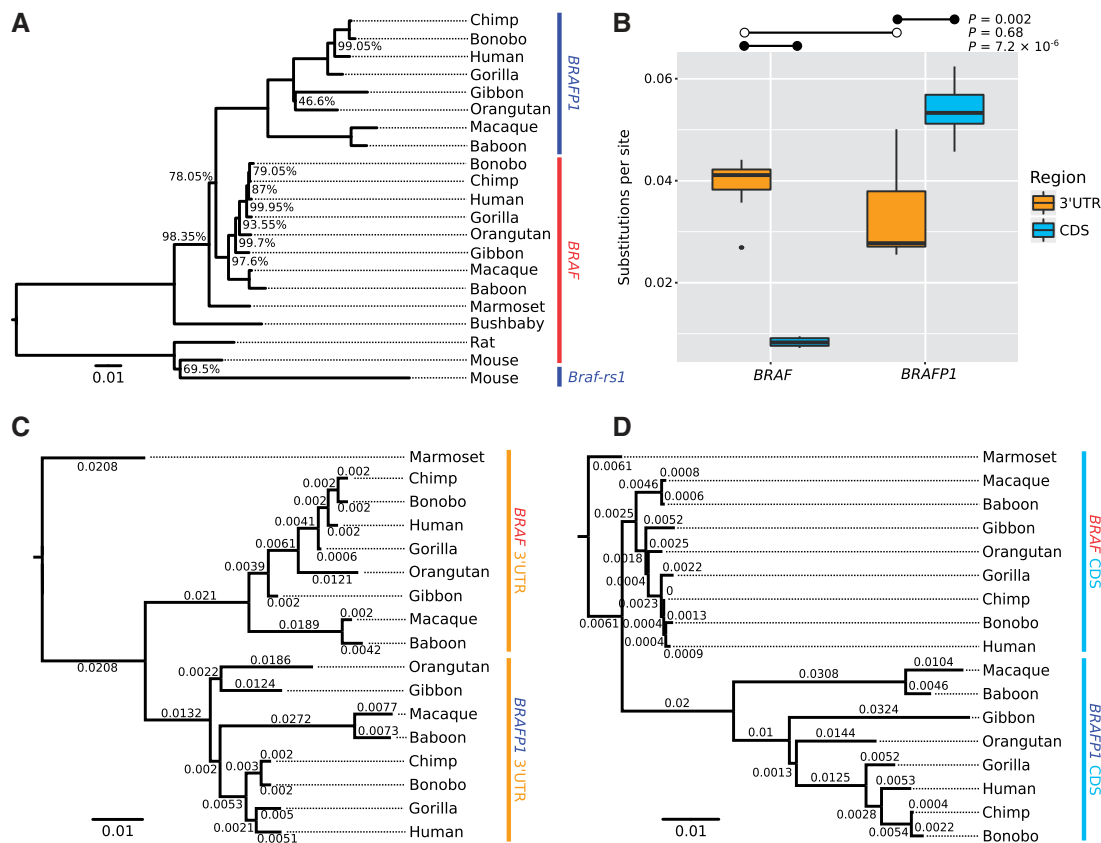 A
Chimp
Bonobo
99.05%
Human
Gorilla
Gibbon
46.6%
Orangutan
Macaque
Baboon
BRAFP1
Bonobo
79.05%
Chimp
78.05%
87%
Human
99.95%
Gorilla
93.55%
Orangutan
98.35%
99.7%
Gibbon
97.6%
Macaque
Baboon
Marmoset
Bushbaby
Rat
Mouse
BRAF
69.5%
0.01
Mouse
Braf-rs1
B
P = 0.002
P = 0.68
P = 7.2 × 10-6
Substitutions per site
0.06
0.04
0.02
BRAF
BRAFP1
Region
3'UTR
CDS
C
Marmoset
0.0208
0.002
Chimp
0.002
Bonobo
0.002
0.002
Human
0.002
0.0041
Gorilla
0.0006
0.0061
Orangutan
0.0121
0.0039
Gibbon
0.002
0.021
Macaque
0.002
0.0189
Baboon
0.0042
BRAF 3'UTR
0.0208
Orangutan
0.0186
0.0022
Gibbon
0.0124
0.0132
Macaque
0.0077
0.0272
Baboon
0.0073
0.002
Chimp
0.002
0.003
Bonobo
0.002
0.0053
Gorilla
0.005
0.0021
Human
0.0051
BRAFP1 3'UTR
0.01
D
Marmoset
0.0061
Macaque
0.0008
0.0046
Baboon
0.0006
0.0025
Gibbon
0.0052
Orangutan
0.0025
0.0018
Gorilla
0.0022
0.0004
Chimp
0
0.0023
Bonobo
0.0013
0.0004
Human
0.0009
0.0004
BRAF CDS
0.0061
Macaque
0.0104
0.0308
Baboon
0.0046
0.02
Gibbon
0.0324
0.01
Orangutan
0.0144
0.0013
Gorilla
0.0052
0.0125
Human
0.0053
0.0028
Chimp
0.0004
0.0054
Bonobo
0.0022
BRAFP1 CDS
0.01